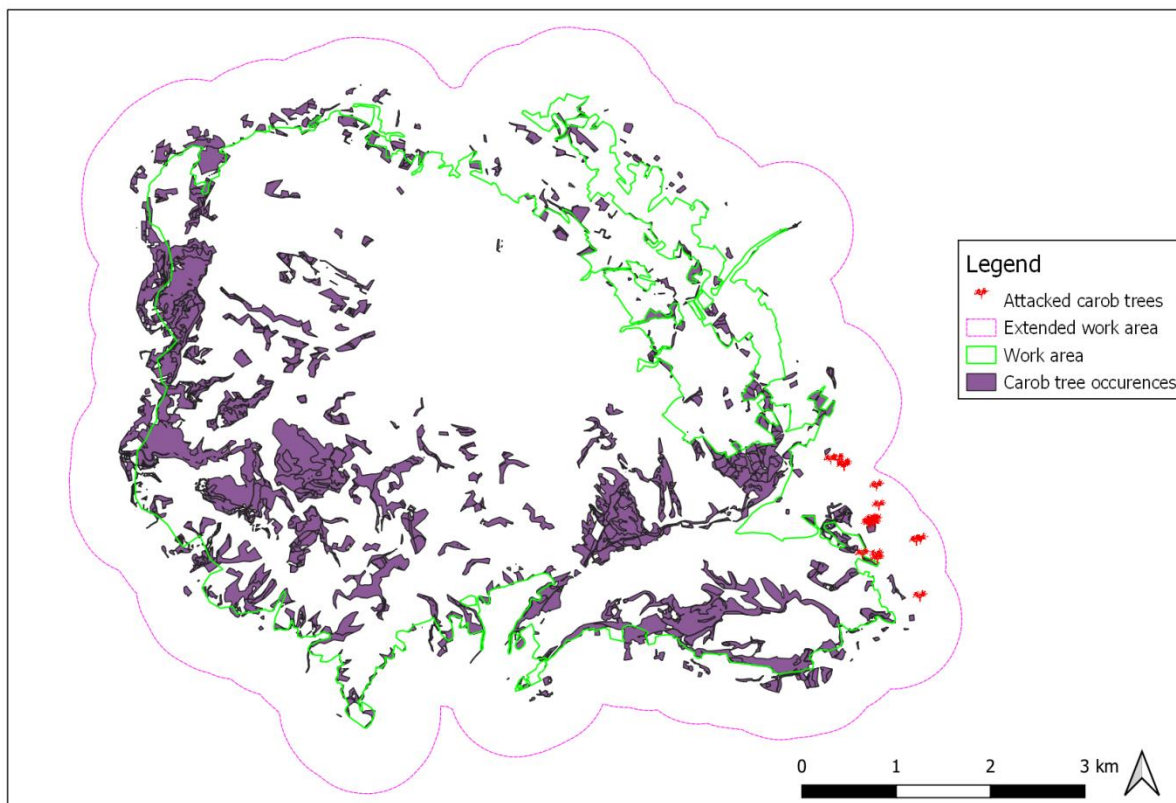 Legend
Attacked carob trees
Extended work area
Work area
Carob tree occurences
0 1 2 3 km